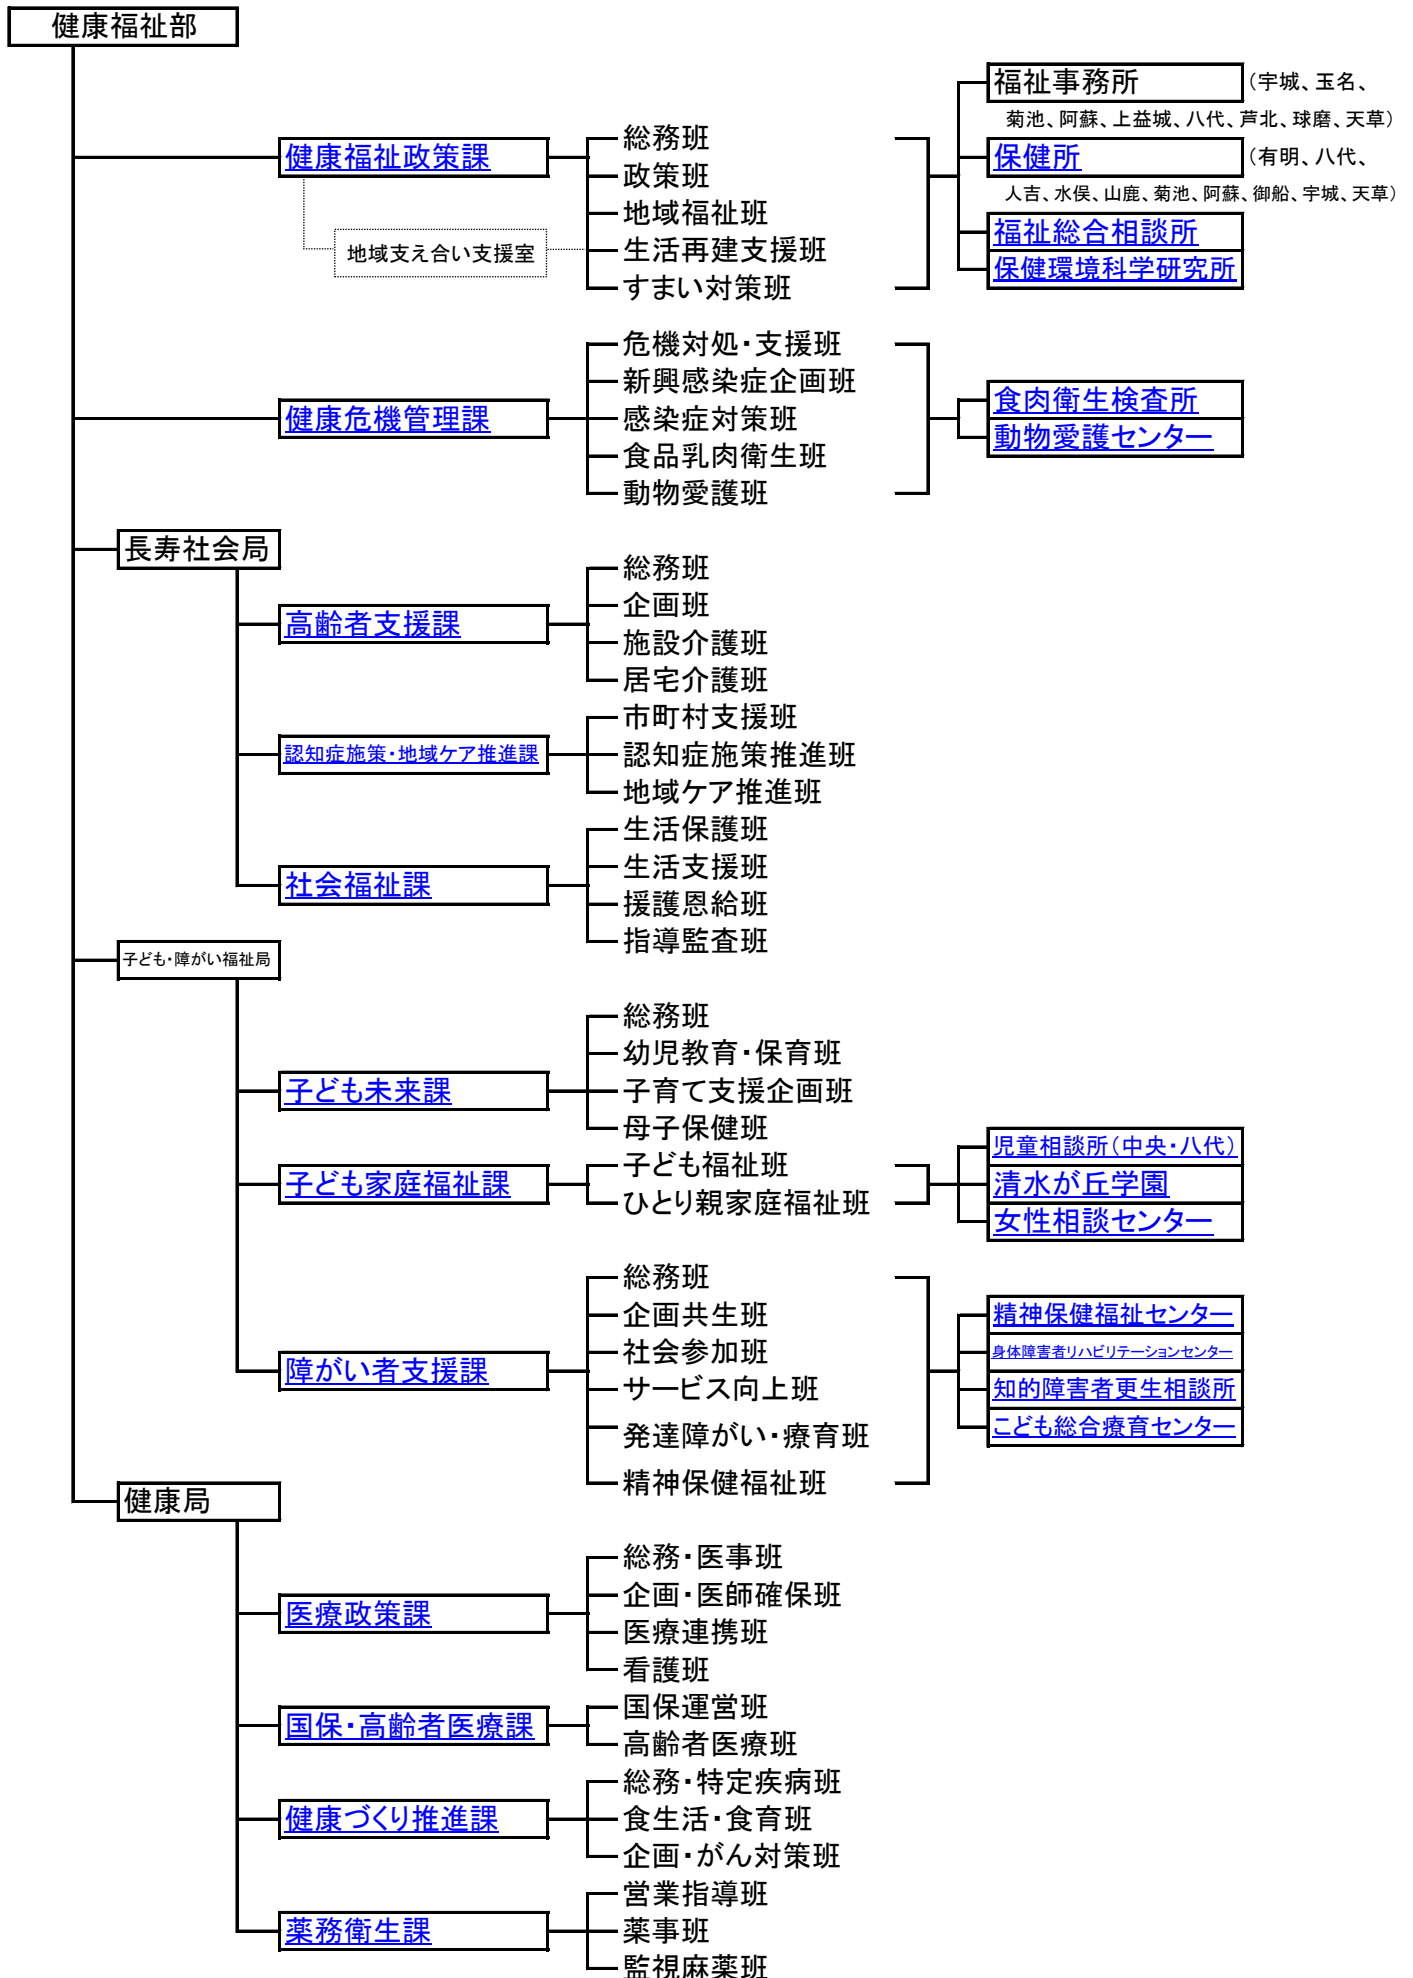 健康福祉部
福祉事務所 （宇城、玉名、
菊池、阿蘇、上益城、八代、芦北、球磨、天草）
総務班
健康福祉政策課
保健所 （有明、八代、
政策班
人吉、水俣、山鹿、菊池、阿蘇、御船、宇城、天草）
地域福祉班
福祉総合相談所
地域支え合い支援室
生活再建支援班
保健環境科学研究所
すまい対策班
危機対処・支援班
新興感染症企画班
食肉衛生検査所
健康危機管理課
感染症対策班
動物愛護センター
食品乳肉衛生班
動物愛護班
長寿社会局
総務班
企画班
高齢者支援課
施設介護班
居宅介護班
市町村支援班
認知症施策・地域ケア推進課
認知症施策推進班
地域ケア推進班
生活保護班
生活支援班
社会福祉課
援護恩給班
指導監査班
子ども・障がい福祉局
総務班
幼児教育・保育班
子ども未来課
子育て支援企画班
母子保健班
児童相談所（中央・八代）
子ども福祉班
子ども家庭福祉課
清水が丘学園
ひとり親家庭福祉班
女性相談センター
総務班
企画共生班
精神保健福祉センター
社会参加班
身体障害者リハビリテーションセンター
障がい者支援課
サービス向上班
知的障害者更生相談所
発達障がい・療育班
こども総合療育センター
精神保健福祉班
健康局
総務・医事班
企画・医師確保班
医療政策課
医療連携班
看護班
国保運営班
国保・高齢者医療課
高齢者医療班
総務・特定疾病班
健康づくり推進課
食生活・食育班
企画・がん対策班
営業指導班
薬務衛生課
薬事班
監視麻薬班